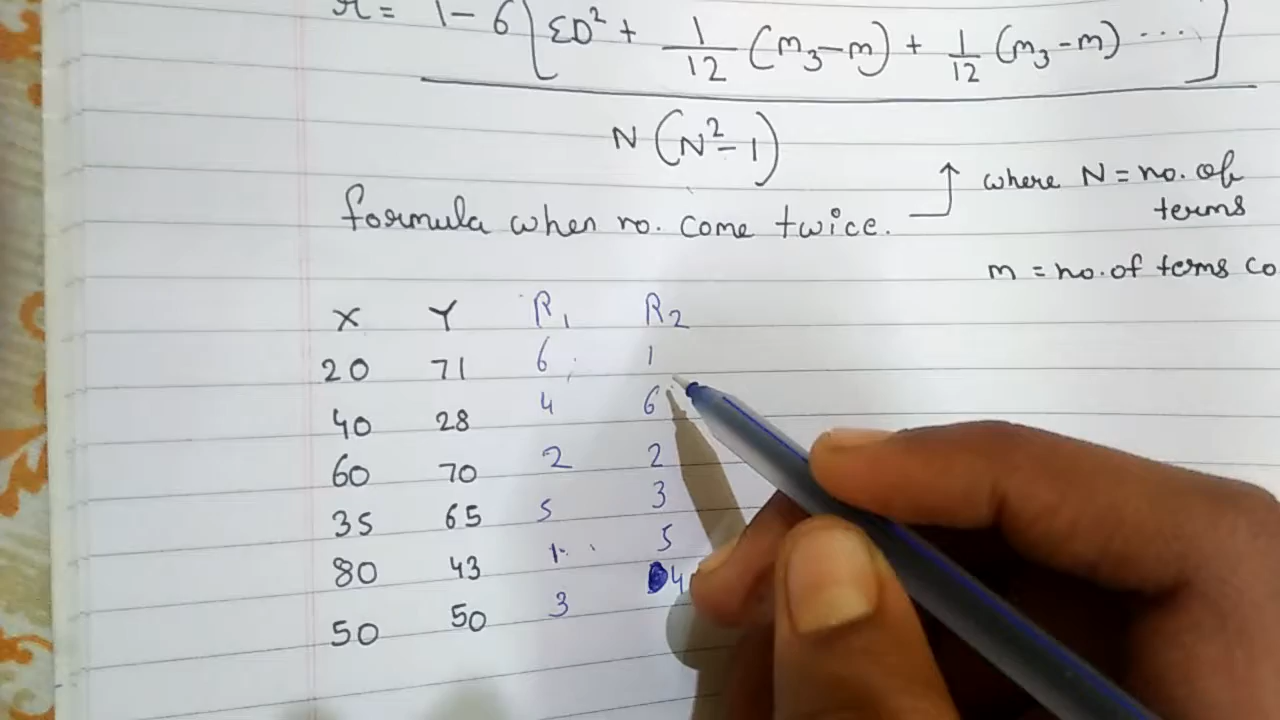 r = 1 - 6 [ΣD² + 1/12 (m₃-m) + 1/12 (m₃-m) ...]
N (N²-1)
formula when no. come twice.
where N = no. of
terms
m = no. of terms co
X Y R₁ R₂
20 71 6 1
40 28 4 6
60 70 2 2
35 65 5 3
80 43 1 5
50 50 3 4